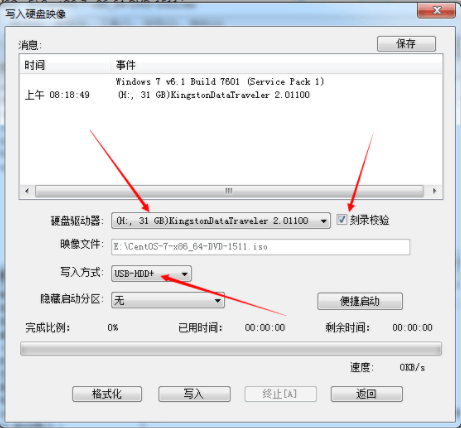 写入硬盘映像
消息:
保存
时间 事件
Windows 7 v6.1 Build 7601 (Service Pack 1)
上午 08:18:49 (H:, 31 GB)KingstonDataTraveler 2.01100
硬盘驱动器: (H:, 31 GB)KingstonDataTraveler 2.01100 刻录校验
映像文件: E:\CentOS-7-x86_64-DVD-1511.iso
写入方式: USB-HDD+
隐藏启动分区: 无 便捷启动
完成比例: 0% 已用时间: 00:00:00 剩余时间: 00:00:00
速度: 0KB/s
格式化 写入 终止[A] 返回